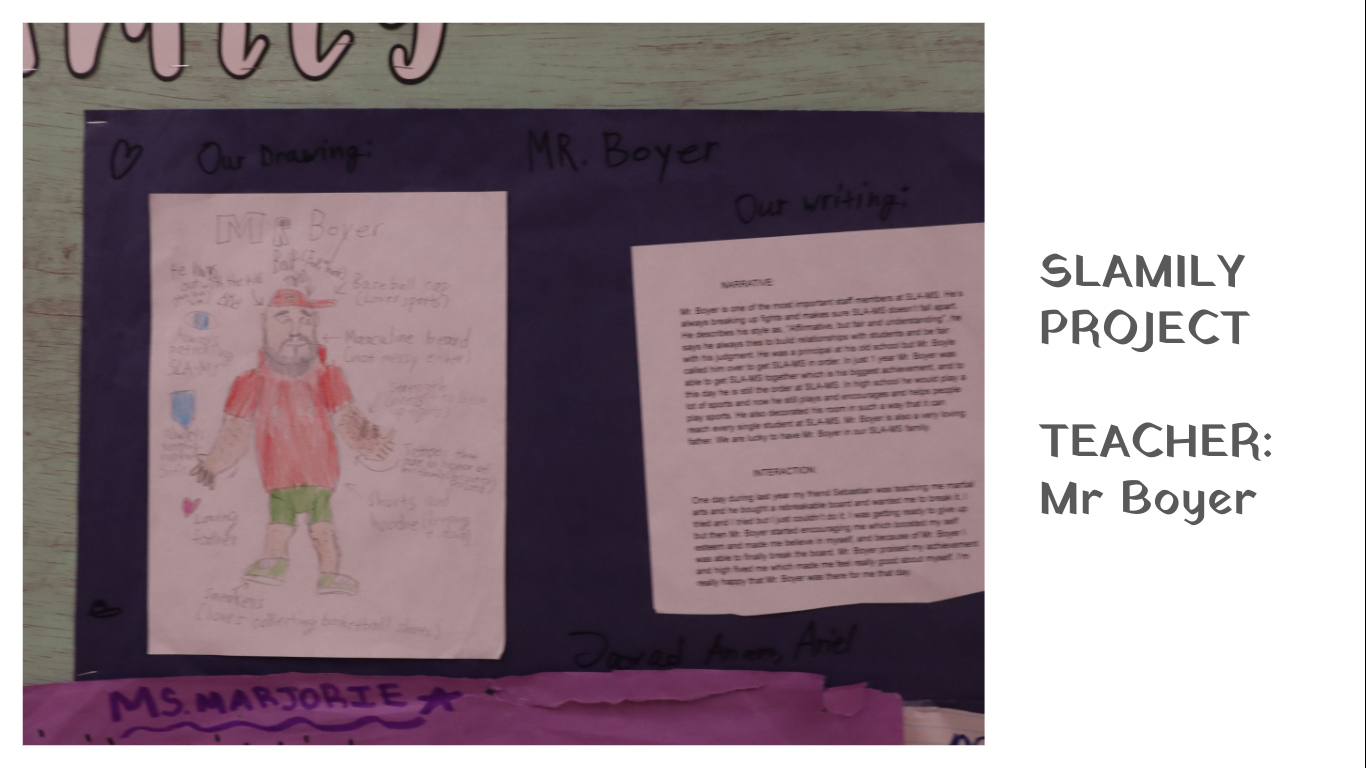 mily
Our Drawing:
MR. Boyer
Our writing:
Mr Boyer
Baseball cap
(Loves sports)
Masculine beard
(not messy either)
SLA-MS
Shorts and
hoodie
Loving
father
sneakers
(loves collecting basketball shoes)
NARRATIVE:
Mr. Boyer is one of the most important staff members at SLA-MS. He's
always breaking up fights and makes sure SLA-MS doesn't fall apart.
He describes his style as, "Affirmative, but fair and understanding", he
says he always tries to build relationships with students and be fair
with his judgment. He was a principal at his old school but Mr. Boyle
called him over to get SLA-MS in order. In just 1 year Mr. Boyer was
able to get SLA-MS together which is his biggest achievement, and to
this day he is still the order at SLA-MS. In high school he would play a
lot of sports and now he still plays and encourages and helps people
play sports. He also decorated his room in such a way that it can
reach every single student at SLA-MS. Mr. Boyer is also a very loving
father. We are lucky to have Mr. Boyer in our SLA-MS family.
INTERACTION:
One day during last year my friend Sebastian was teaching me martial
arts and he bought a rebreakable board and wanted me to break it. I
tried and I tried but I just couldn't do it. I was getting ready to give up
but then Mr. Boyer started encouraging me which boosted my self
esteem and made me believe in myself, and because of Mr. Boyer I
was able to finally break the board. Mr. Boyer praised my achievement
and high fived me which made me feel really good about myself. I'm
really happy that Mr. Boyer was there for me that day.
Ariel
MS. MARJORIE
SLAMILY
PROJECT
TEACHER:
Mr Boyer